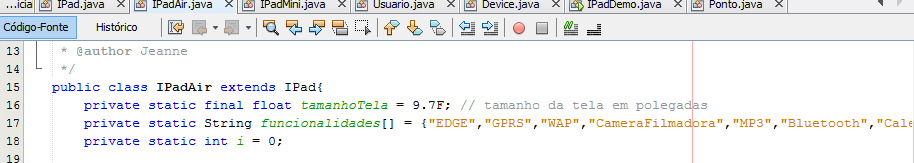 ...icia IPad.java IPadAir.java IPadMini.java Usuario.java Device.java IPadDemo.java Ponto.java
Código-Fonte Histórico
13 * @author Jeanne
14 */
15 public class IPadAir extends IPad{
16 private static final float tamanhoTela = 9.7F; // tamanho da tela em polegadas
17 private static String funcionalidades[] = {"EDGE","GPRS","WAP","CameraFilmadora","MP3","Bluetooth","Cale
18 private static int i = 0;
19